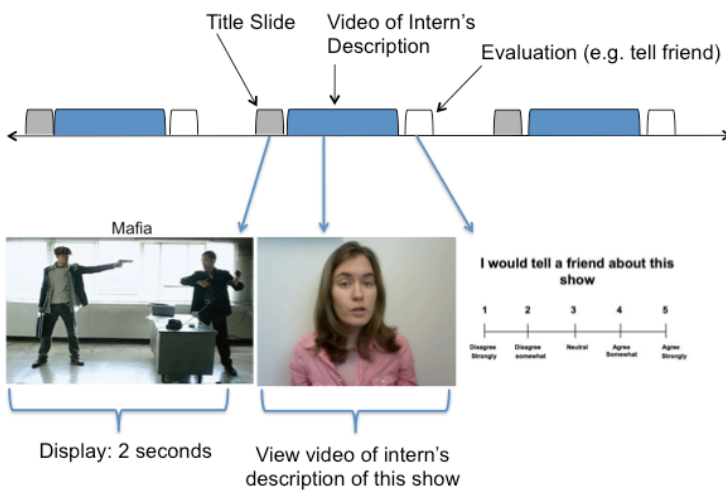 Title Slide
Video of Intern's
Description
Evaluation (e.g. tell friend)
Mafia
I would tell a friend about this
show
1 2 3 4 5
Disagree Strongly
Disagree somewhat
Neutral
Agree Somewhat
Agree Strongly
Display: 2 seconds
View video of intern's
description of this show